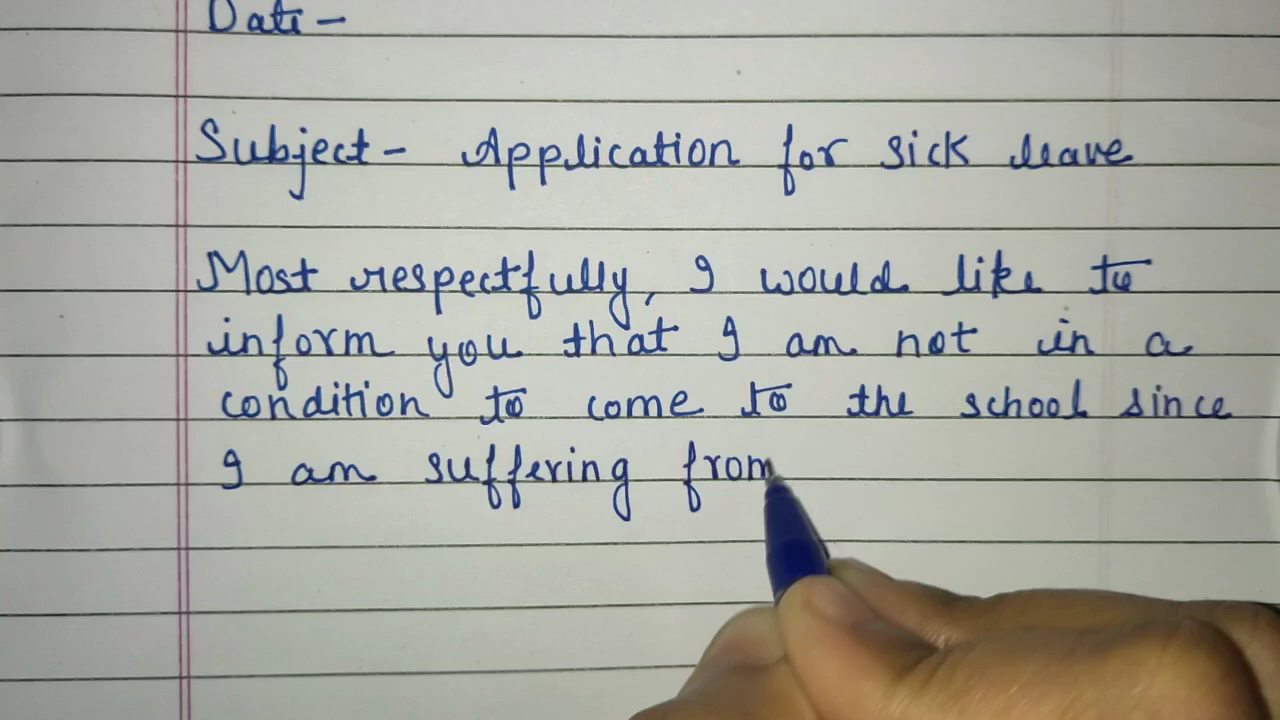 Date -
Subject - Application for sick leave
Most respectfully, I would like to
inform you that I am not in a
condition to come to the school since
I am suffering from